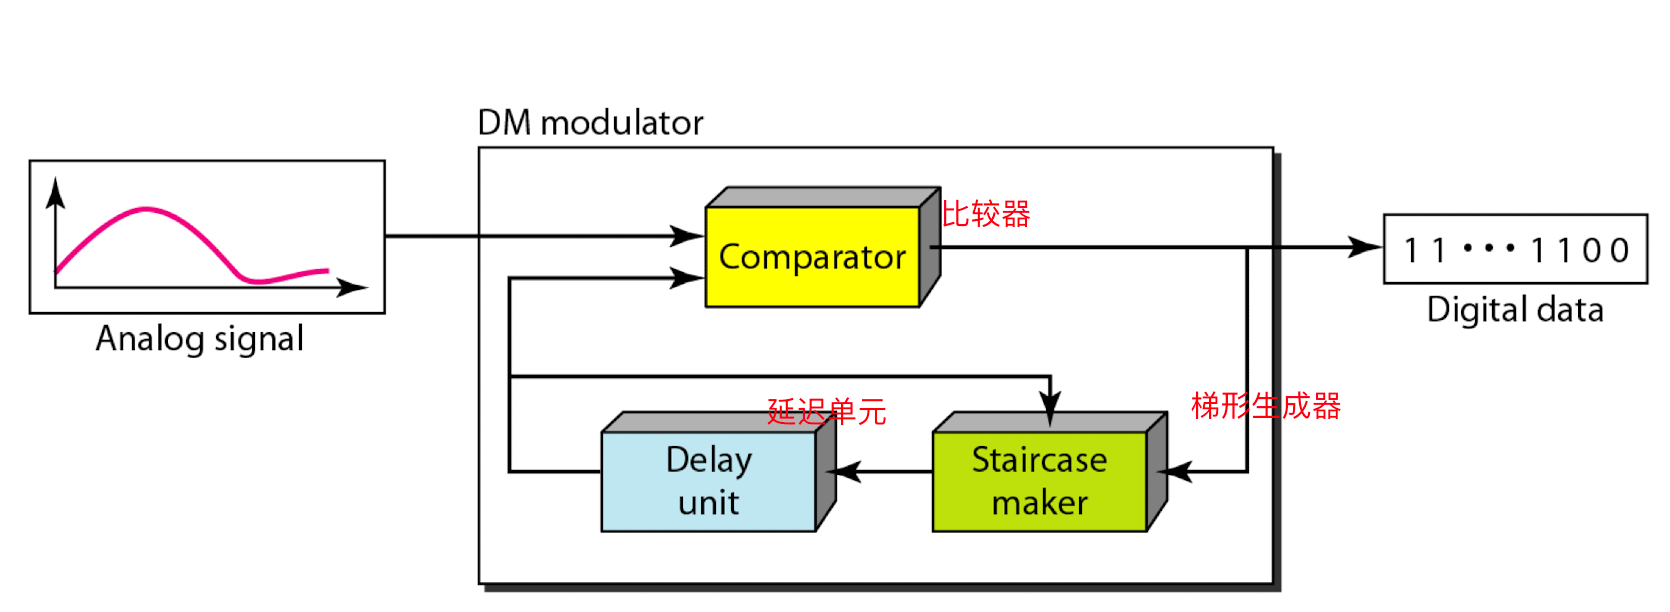 DM modulator
比较器
Comparator
1 1 • • • 1 1 0 0
Digital data
Analog signal
延迟单元
梯形生成器
Delay
unit
Staircase
maker